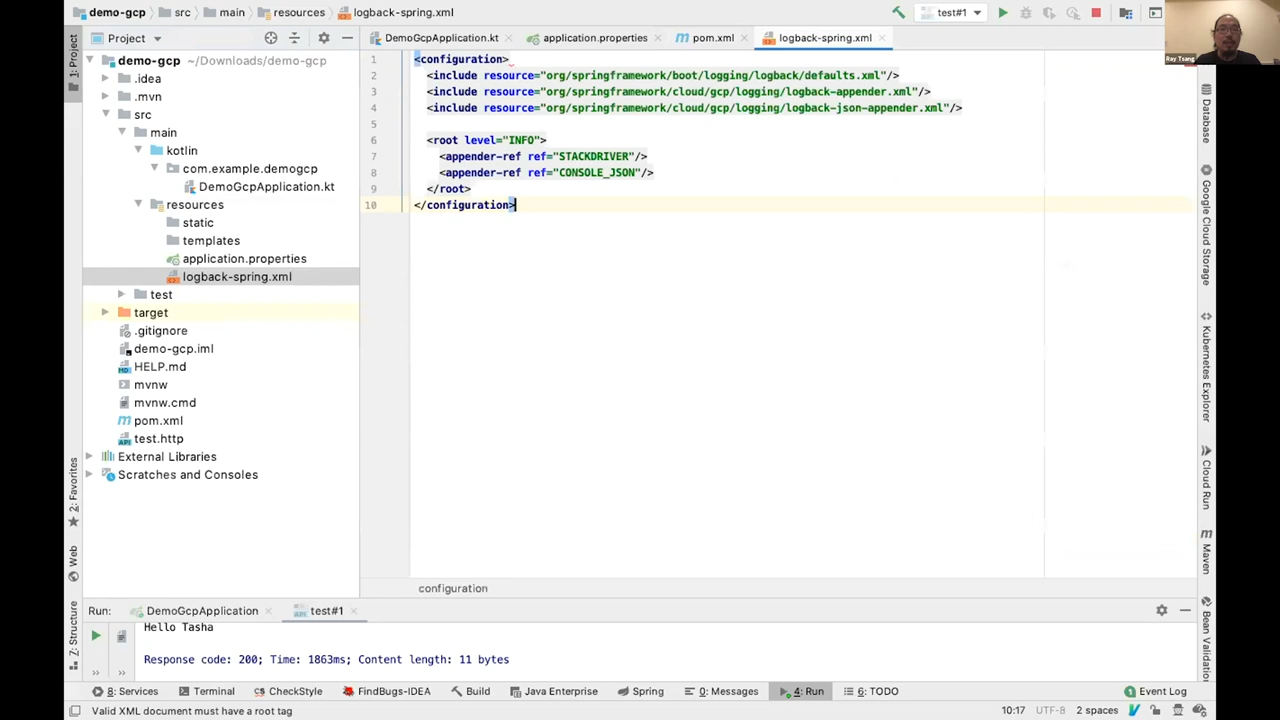 demo-gcp
src
main
resources
logback-spring.xml
test#1
Project
DemoGcpApplication.kt
application.properties
pom.xml
logback-spring.xml
Ray Tsang
1: Project
demo-gcp ~/Downloads/demo-gcp
.idea
.mvn
src
main
kotlin
com.example.demogcp
DemoGcpApplication.kt
resources
static
templates
application.properties
logback-spring.xml
test
target
.gitignore
demo-gcp.iml
HELP.md
mvnw
mvnw.cmd
pom.xml
test.http
External Libraries
Scratches and Consoles
1 <configuration>
2 <include resource="org/springframework/boot/logging/logback/defaults.xml"/>
3 <include resource="org/springframework/cloud/gcp/logging/logback-appender.xml"/>
4 <include resource="org/springframework/cloud/gcp/logging/logback-json-appender.xml"/>
5
6 <root level="INFO">
7 <appender-ref ref="STACKDRIVER"/>
8 <appender-ref ref="CONSOLE_JSON"/>
9 </root>
10 </configuration>
configuration
Database
Google Cloud Storage
Kubernetes Explorer
Cloud Run
Maven
Bean Validation
2: Favorites
Web
Z: Structure
Run:
DemoGcpApplication
test#1
Hello Tasha
Response code: 200; Time: 1863ms; Content length: 11 bytes
8: Services
Terminal
CheckStyle
FindBugs-IDEA
Build
Java Enterprise
Spring
0: Messages
4: Run
6: TODO
Event Log
Valid XML document must have a root tag
10:17
UTF-8
2 spaces